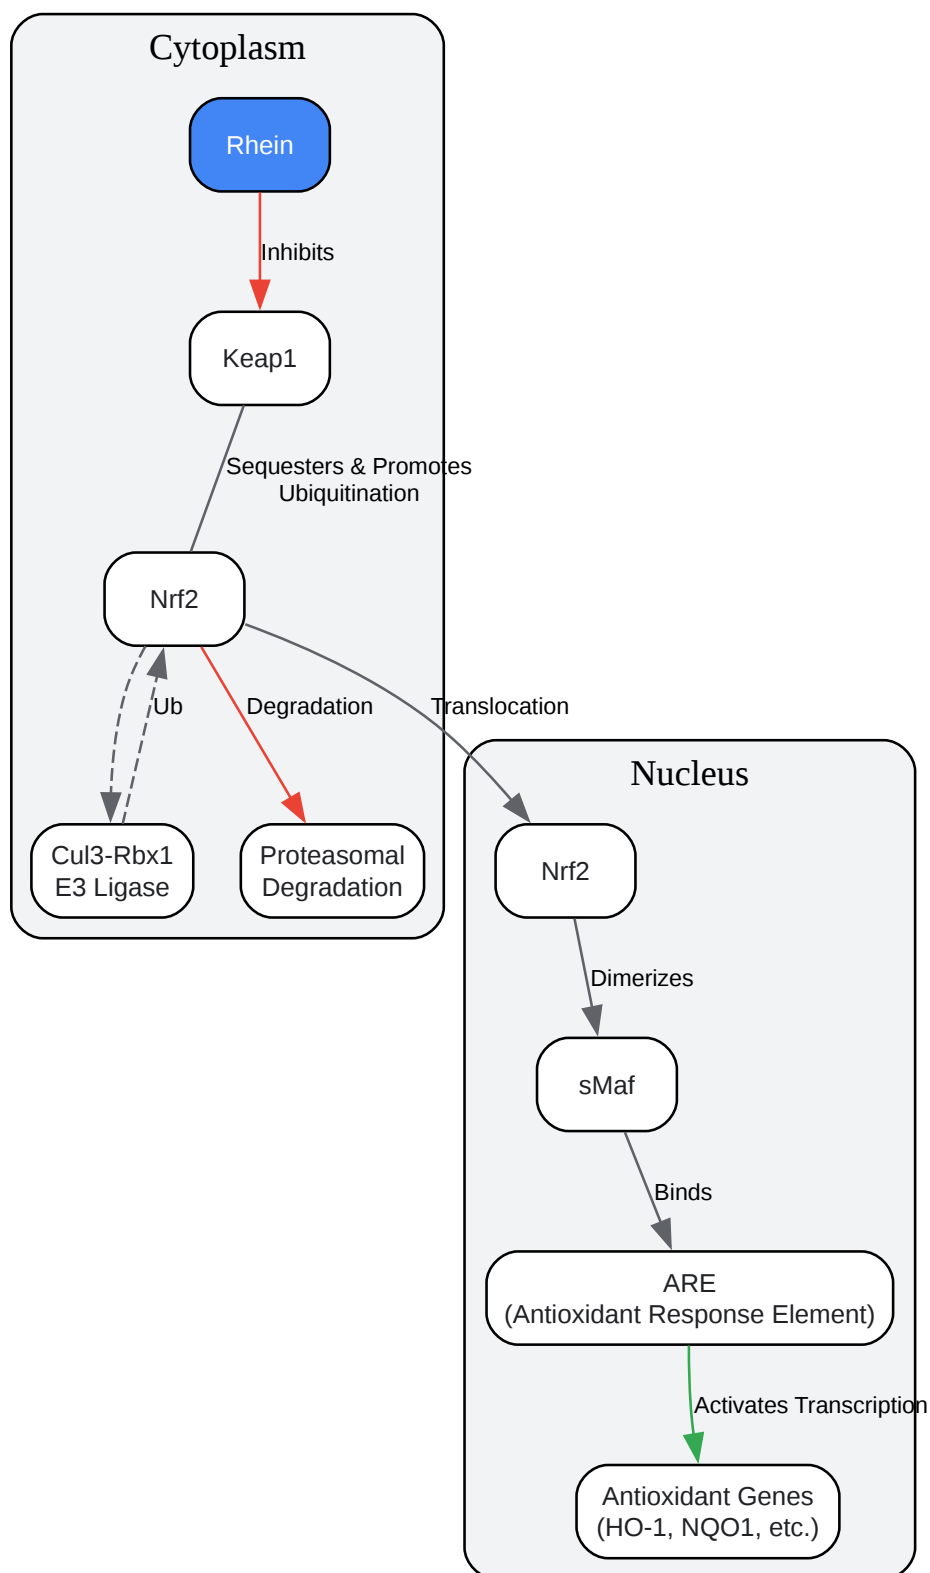 Cytoplasm
Rhein
Inhibits
Keap1
Sequesters & Promotes
Ubiquitination
Nrf2
Ub
Degradation
Translocation
Cul3-Rbx1
E3 Ligase
Proteasomal
Degradation
Nucleus
Nrf2
Dimerizes
sMaf
Binds
ARE
(Antioxidant Response Element)
Activates Transcription
Antioxidant Genes
(HO-1, NQO1, etc.)